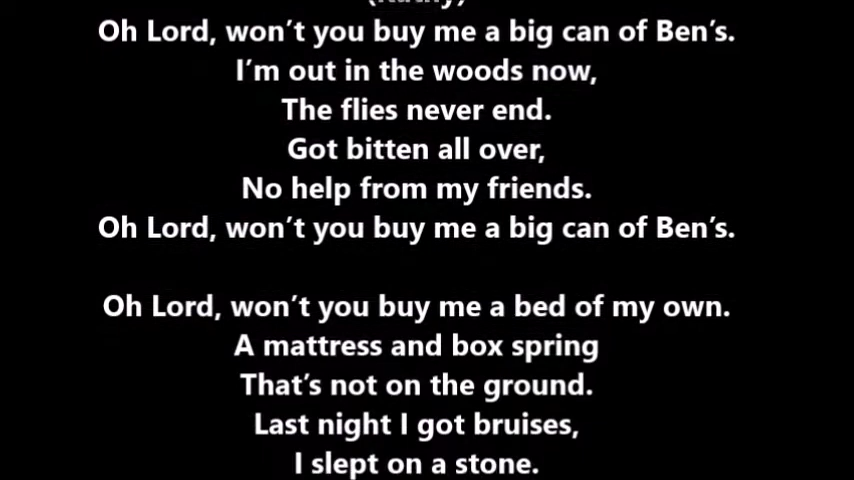 Oh Lord, won't you buy me a big can of Ben's.
I'm out in the woods now,
The flies never end.
Got bitten all over,
No help from my friends.
Oh Lord, won't you buy me a big can of Ben's.
Oh Lord, won't you buy me a bed of my own.
A mattress and box spring
That's not on the ground.
Last night I got bruises,
I slept on a stone.